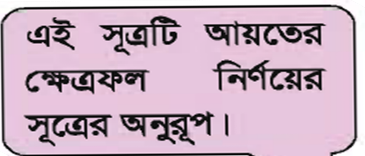 এই সূত্রটি আয়তের
ক্ষেত্রফল নির্ণয়ের
সূত্রের অনুরূপ।